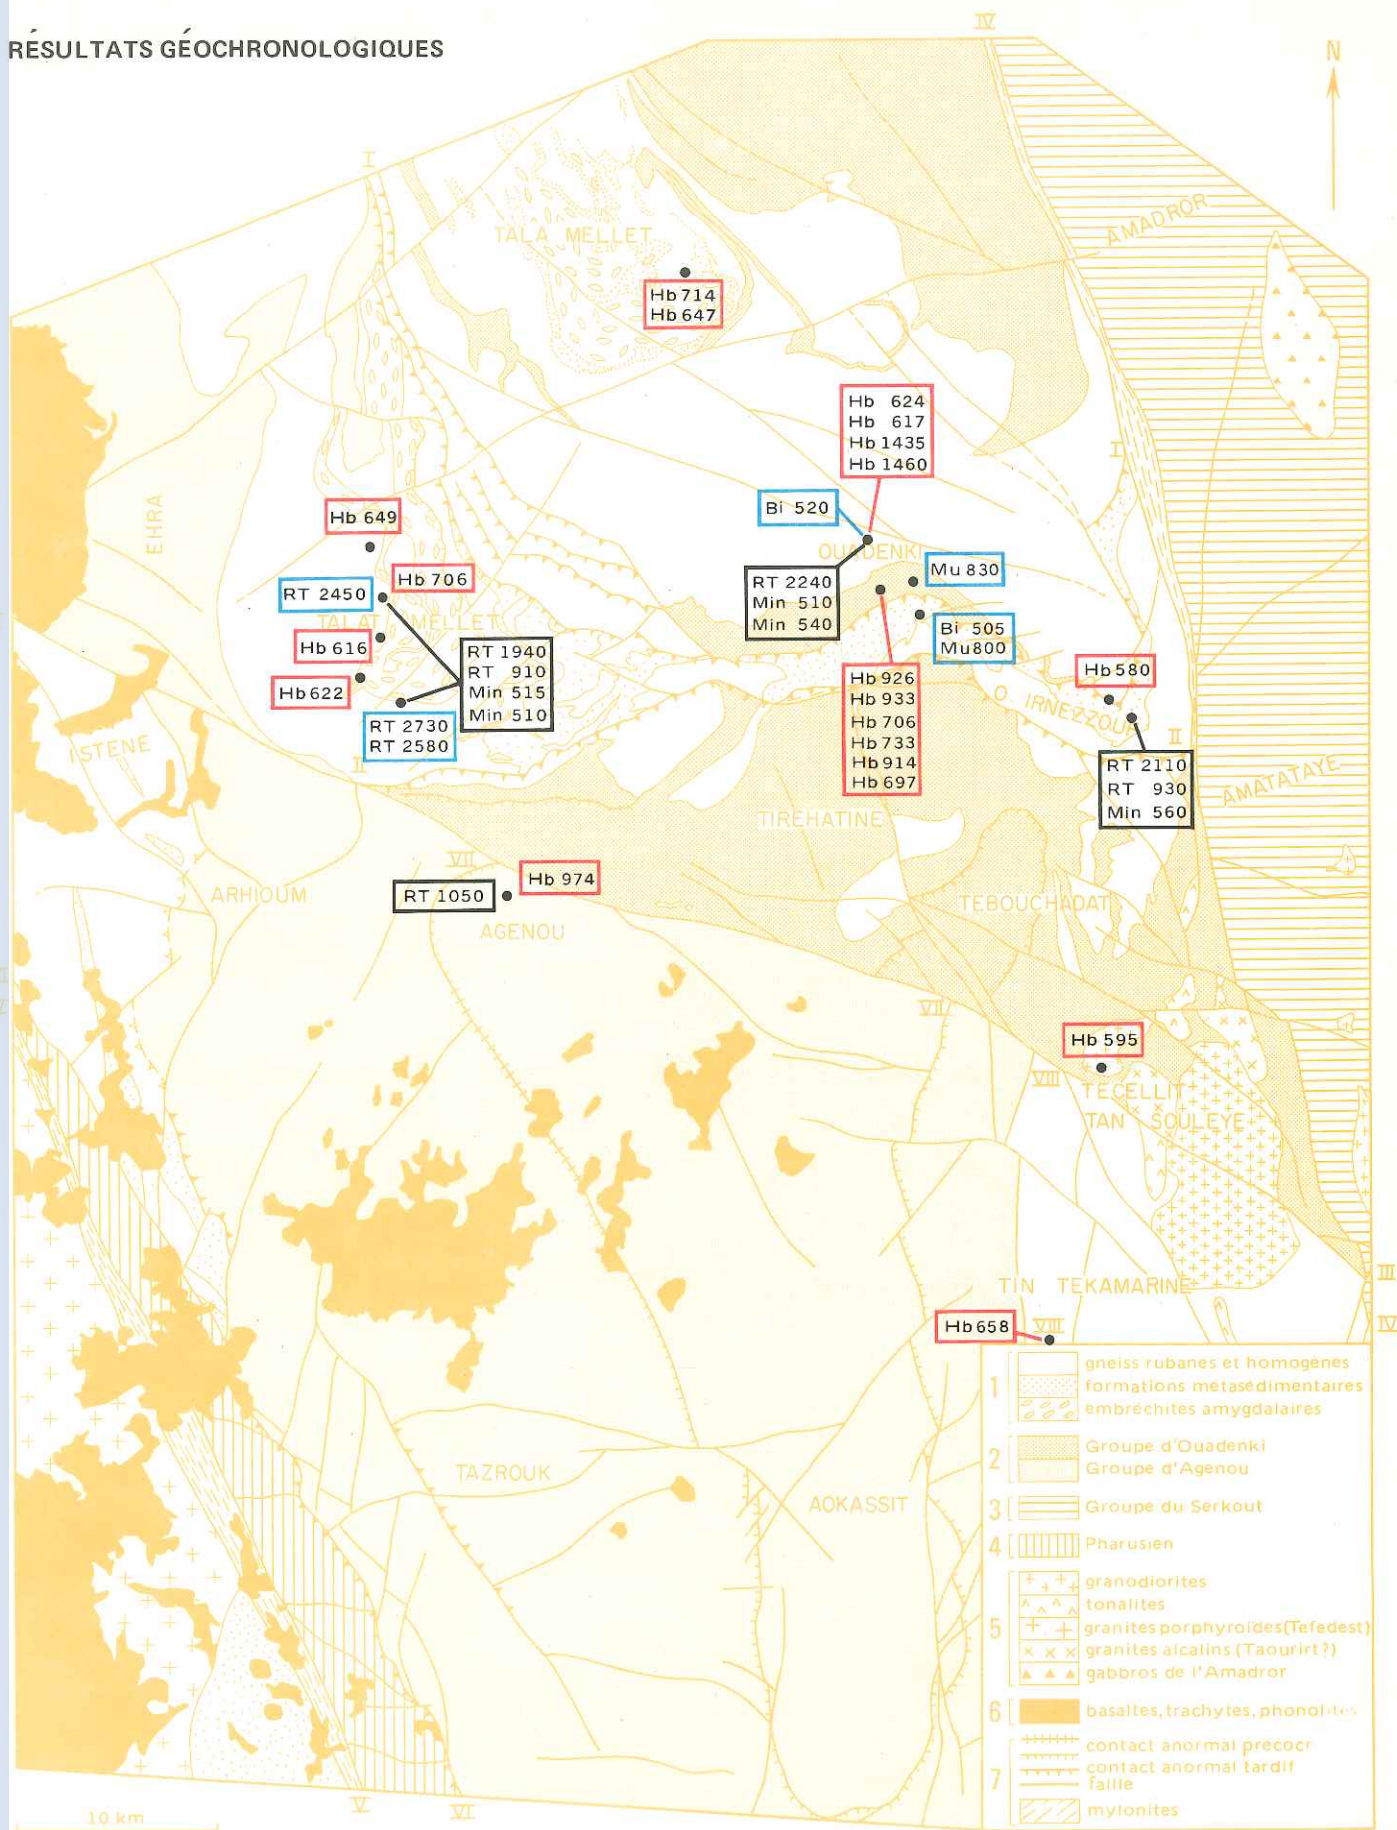 RÉSULTATS GÉOCHRONOLOGIQUES
IV
N
I
AMADROR
TALA MELLET
Hb 714
Hb 647
Hb 624
Hb 617
Hb 1435
Hb 1460
I
EHRA
Hb 649
Bi 520
OUADENKI
Mu 830
Hb 706
RT 2450
RT 2240
Min 510
Min 540
TALAT MELLET
Bi 505
Mu 800
Hb 616
RT 1940
RT 910
Min 515
Min 510
Hb 622
Hb 926
Hb 933
Hb 706
Hb 733
Hb 914
Hb 697
Hb 580
O. IRNEZZOUF
RT 2730
RT 2580
ISTENE
II
II
RT 2110
RT 930
Min 560
AMATATAYE
TIREHATINE
VII
Hb 974
RT 1050
ARHIOUM
AGENOU
TEBOUCHADAT
VII
Hb 595
VIII
TECELLIT
TAN SOULEYE
TIN TEKAMARINE
III
Hb 658
VIII
IV
1
gneiss rubanes et homogènes
formations métasédimentaires
embréchites amygdalaires
2
Groupe d'Ouadenki
Groupe d'Agenou
TAZROUK
AOKASSIT
3
Groupe du Serkout
4
Pharusien
5
granodiorites
tonalites
granites porphyroïdes (Tefedest)
granites alcalins (Taourirt?)
gabbros de l'Amadror
6
basaltes, trachytes, phonolites
7
contact anormal precocr
contact anormal tardif
faille
mylonites
V
VI
10 km